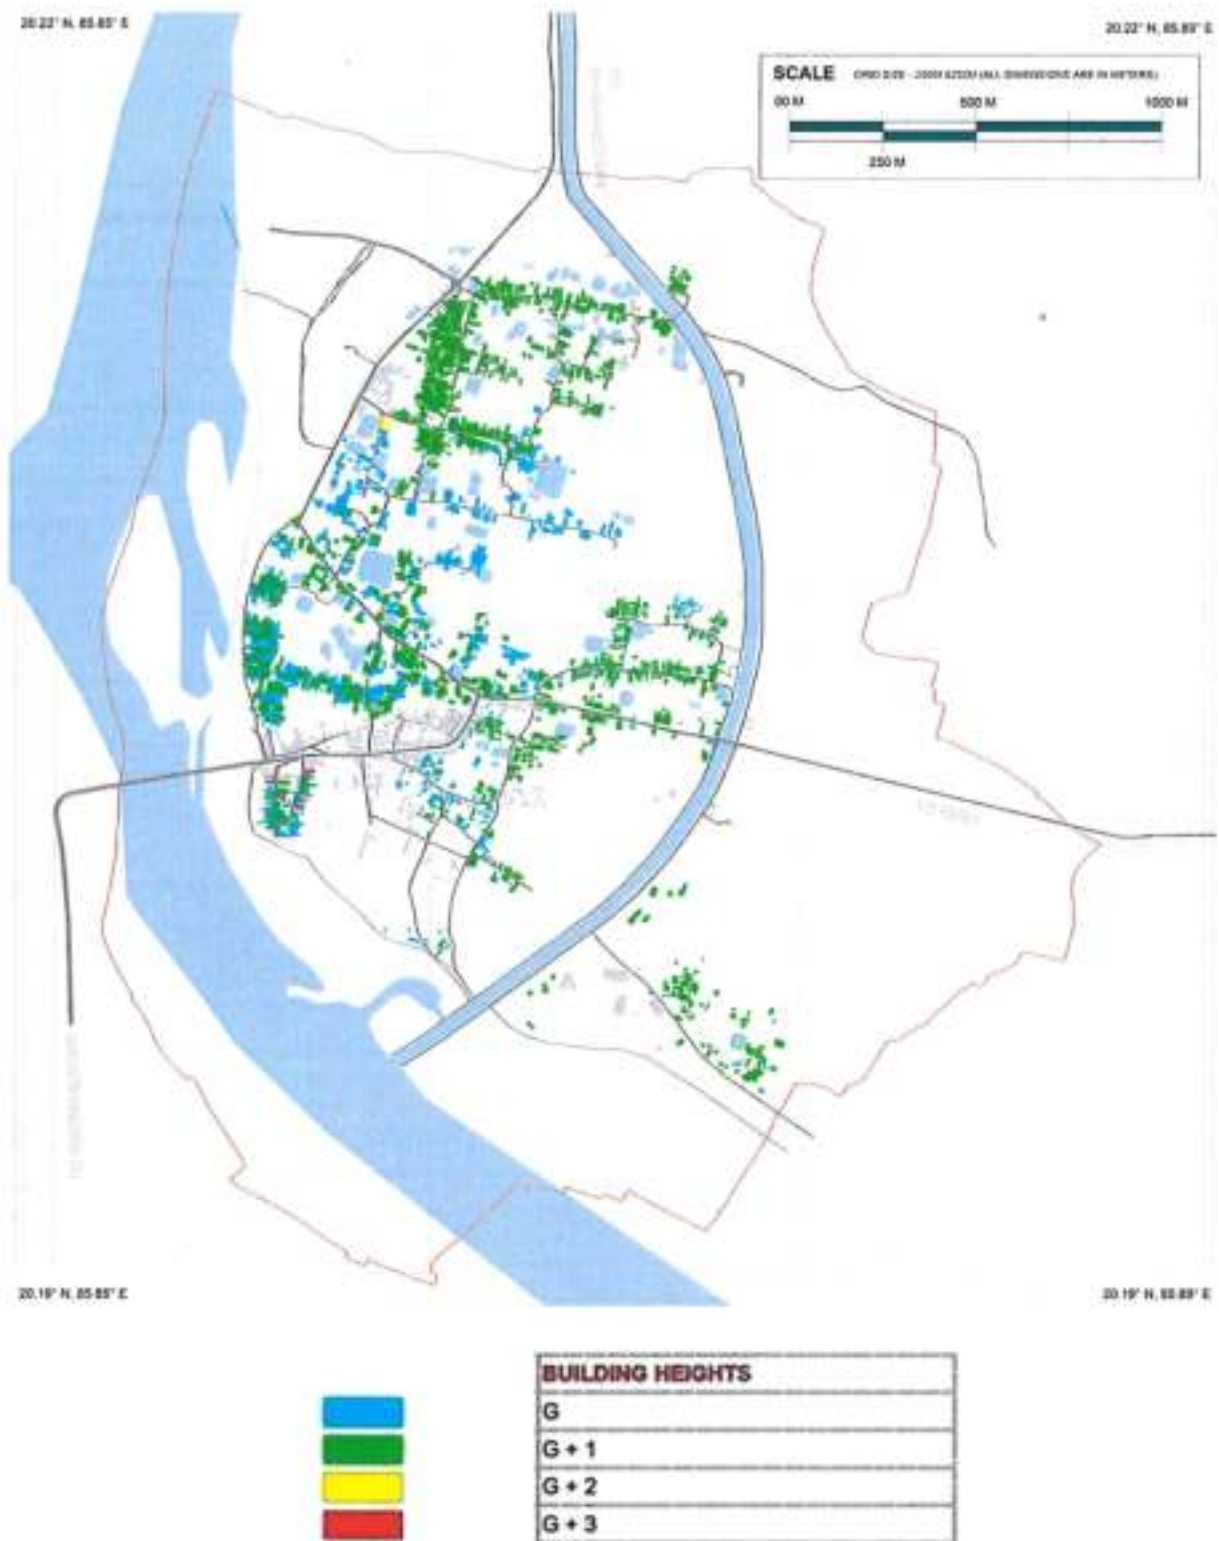 20.22° N, 85.85° E
20.22° N, 85.89° E
SCALE
00 M 500 M 1000 M
250 M
20.19° N, 85.85° E
20.19° N, 85.89° E
BUILDING HEIGHTS
G
G + 1
G + 2
G + 3